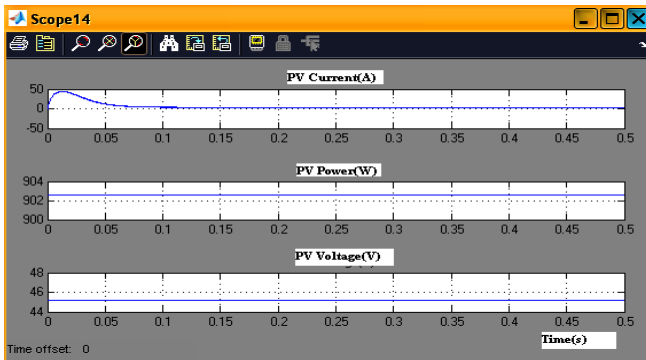 Scope14
PV Current(A)
50
0
-50
0 0.05 0.1 0.15 0.2 0.25 0.3 0.35 0.4 0.45 0.5
PV Power(W)
904
902
900
0 0.05 0.1 0.15 0.2 0.25 0.3 0.35 0.4 0.45 0.5
PV Voltage(V)
48
46
44
0 0.05 0.1 0.15 0.2 0.25 0.3 0.35 0.4 0.45 0.5
Time(s)
Time offset: 0